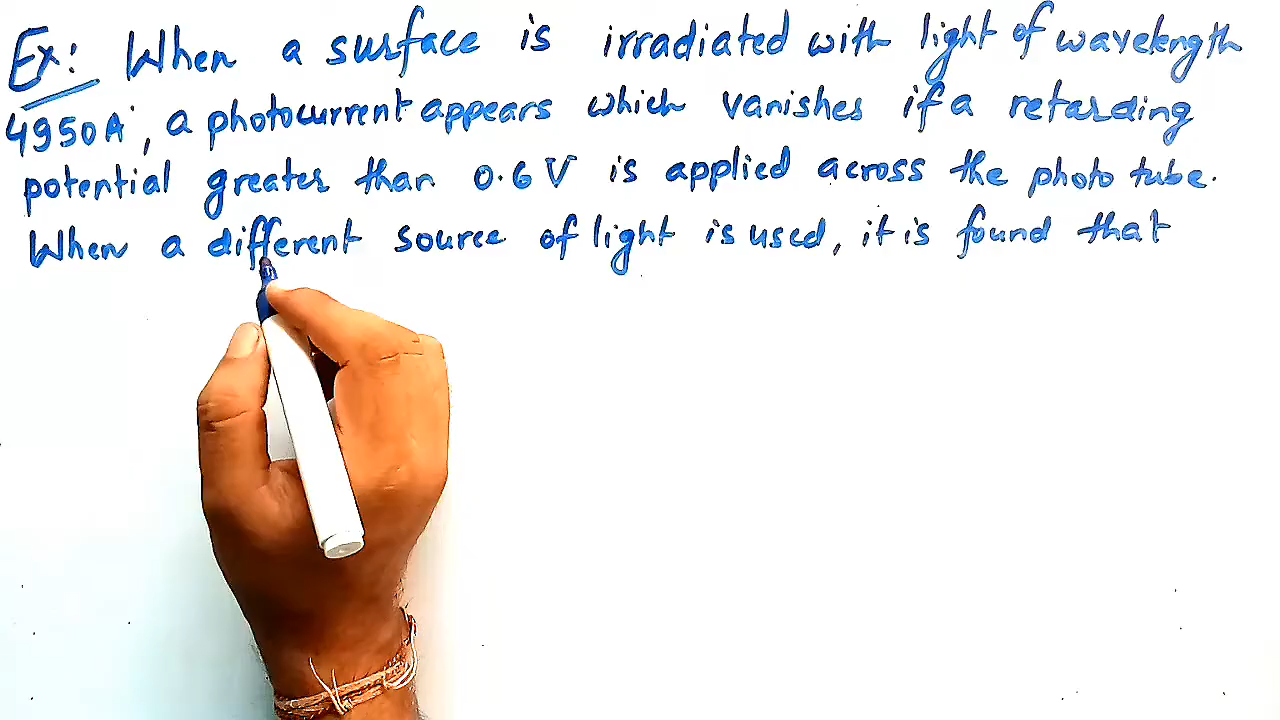 Ex: When a surface is irradiated with light of wavelength
4950A°, a photocurrent appears which vanishes if a retarding
potential greater than 0.6 V is applied across the photo tube.
When a different source of light is used, it is found that